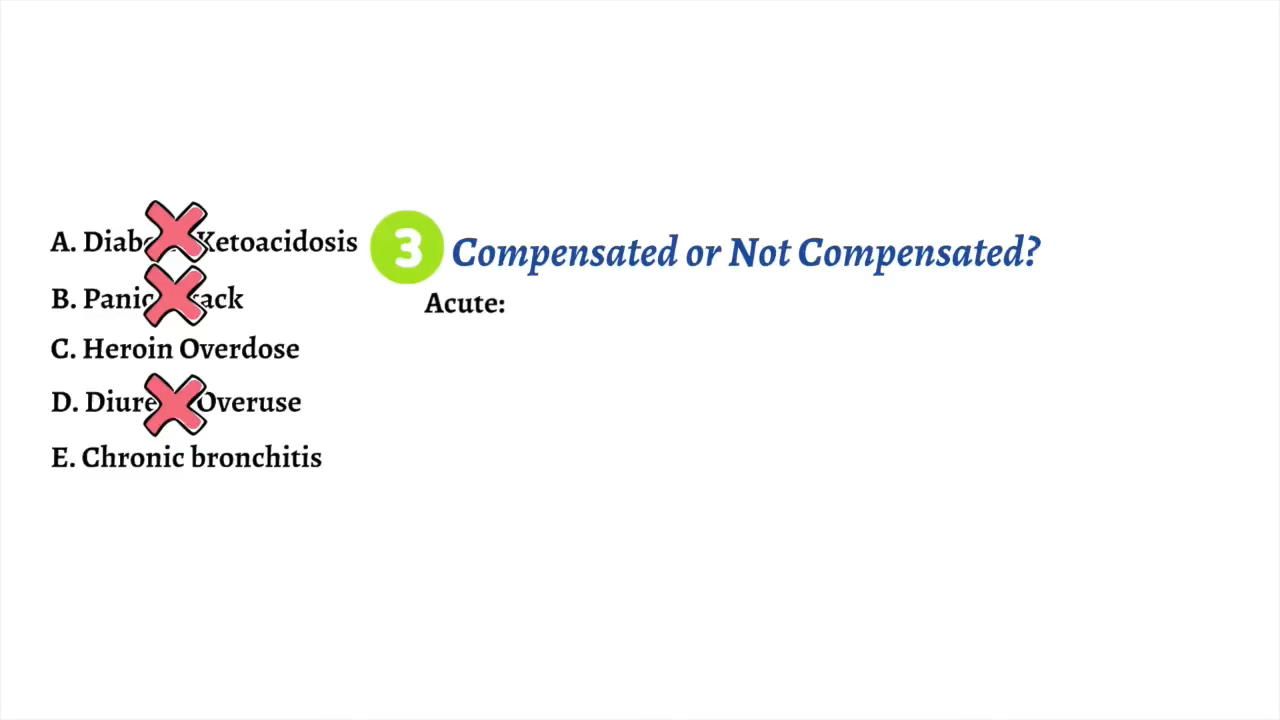 A. Diab Ketoacidosis
3 Compensated or Not Compensated?
B. Panic ack
Acute:
C. Heroin Overdose
D. Diure Overuse
E. Chronic bronchitis